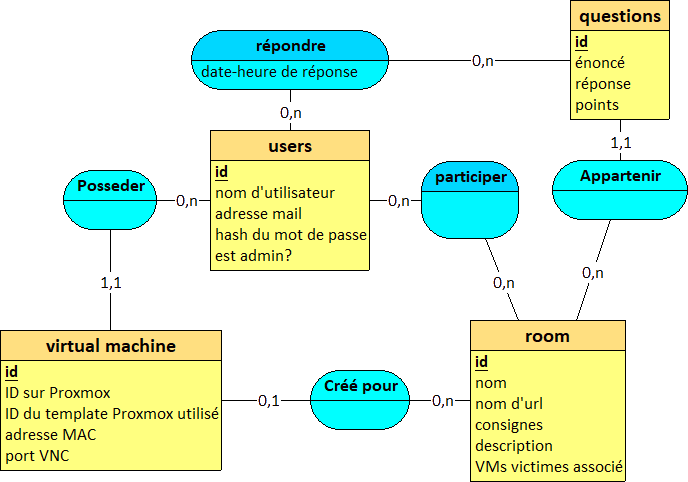 questions
id
énoncé
réponse
points
répondre
date-heure de réponse
0,n
0,n
1,1
users
id
nom d'utilisateur
adresse mail
hash du mot de passe
est admin?
Posseder
0,n
0,n
participer
Appartenir
1,1
0,n
0,n
virtual machine
id
ID sur Proxmox
ID du template Proxmox utilisé
adresse MAC
port VNC
0,1
Créé pour
0,n
room
id
nom
nom d'url
consignes
description
VMs victimes associé